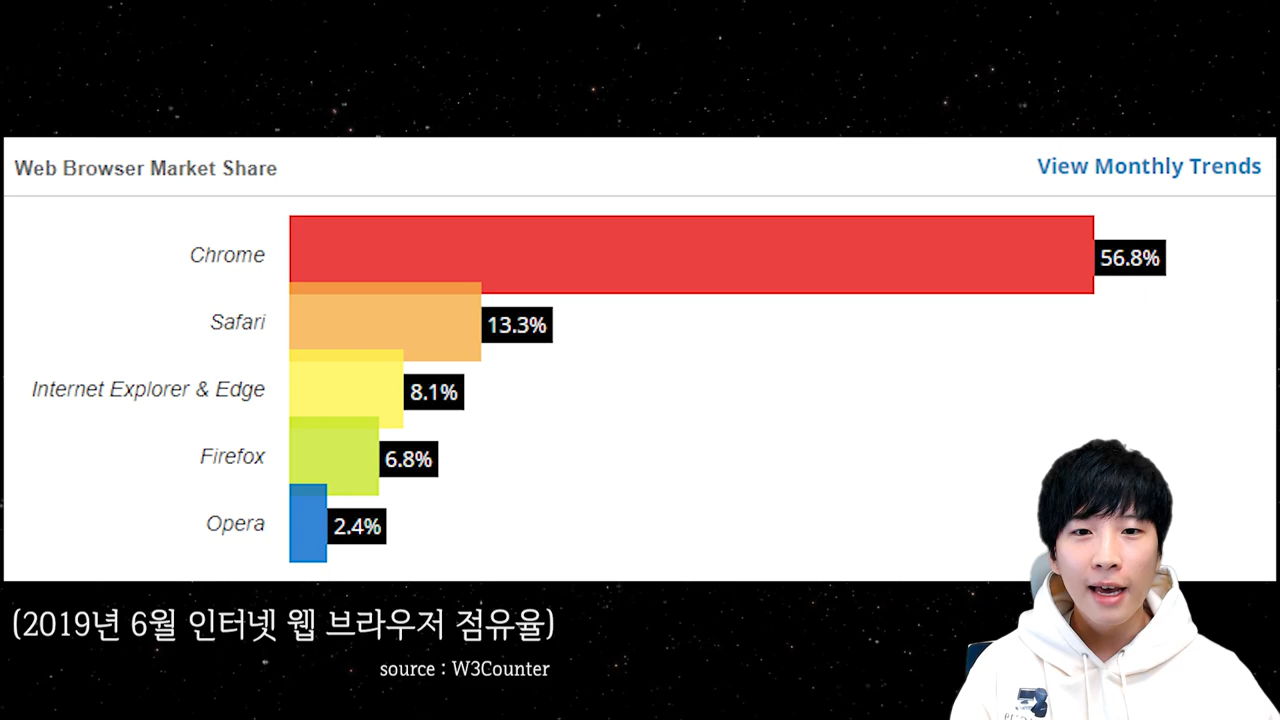 Web Browser Market Share
View Monthly Trends
Chrome
56.8%
Safari
13.3%
Internet Explorer & Edge
8.1%
Firefox
6.8%
Opera
2.4%
(2019년 6월 인터넷 웹 브라우저 점유율)
source : W3Counter